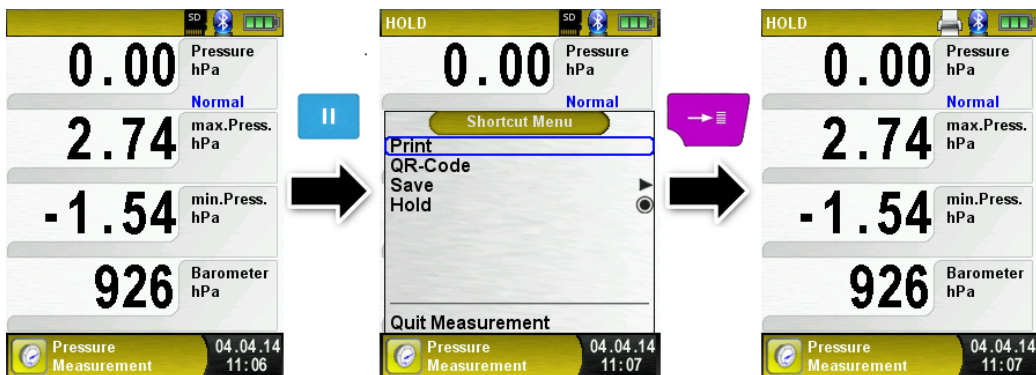 SD
0.00 Pressure
hPa
Normal
2.74 max.Press.
hPa
-1.54 min.Press.
hPa
926 Barometer
hPa
Pressure 04.04.14
Measurement 11:06
HOLD SD
0.00 Pressure
hPa
Normal
Shortcut Menu
Print
QR-Code
Save
Hold
Quit Measurement
Pressure 04.04.14
Measurement 11:07
HOLD
0.00 Pressure
hPa
Normal
2.74 max.Press.
hPa
-1.54 min.Press.
hPa
926 Barometer
hPa
Pressure 04.04.14
Measurement 11:07